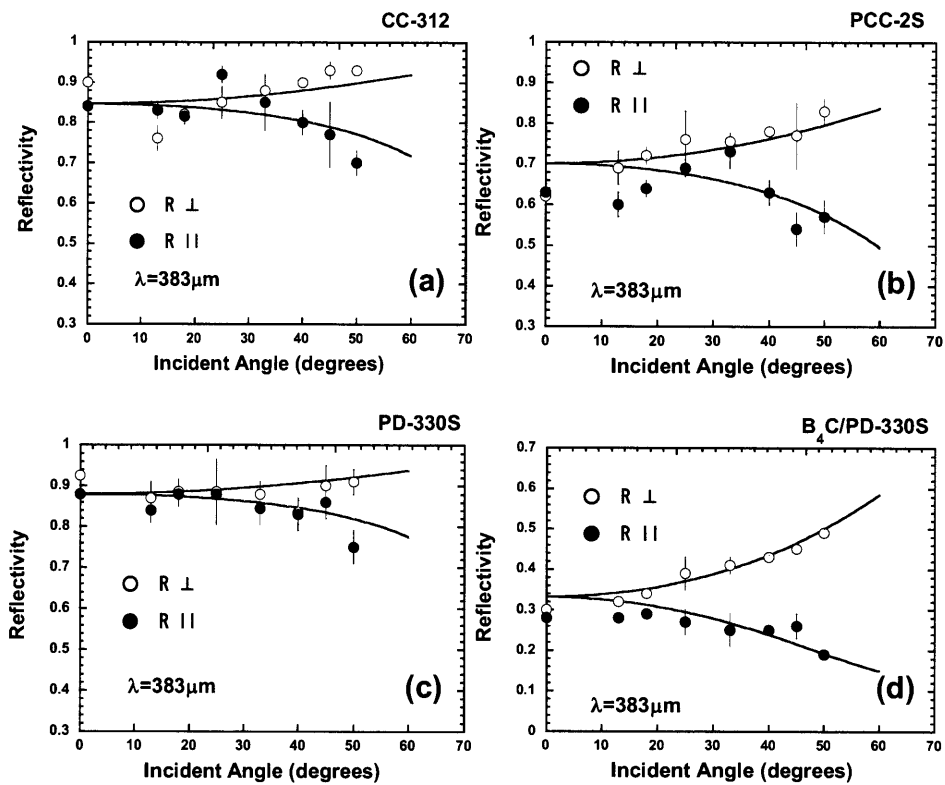 CC-312
1
0.9
0.8
0.7
0.6
0.5
0.4
0.3
Reflectivity
R ⊥
R ||
λ=383μm
(a)
0 10 20 30 40 50 60 70
Incident Angle (degrees)
PCC-2S
1
0.9
0.8
0.7
0.6
0.5
0.4
0.3
Reflectivity
R ⊥
R ||
λ=383μm
(b)
0 10 20 30 40 50 60 70
Incident Angle (degrees)
PD-330S
1
0.9
0.8
0.7
0.6
0.5
0.4
0.3
Reflectivity
R ⊥
R ||
λ=383μm
(c)
0 10 20 30 40 50 60 70
Incident Angle (degrees)
B₄C/PD-330S
0.7
0.6
0.5
0.4
0.3
0.2
0.1
0
Reflectivity
R ⊥
R ||
λ=383μm
(d)
0 10 20 30 40 50 60 70
Incident Angle (degrees)